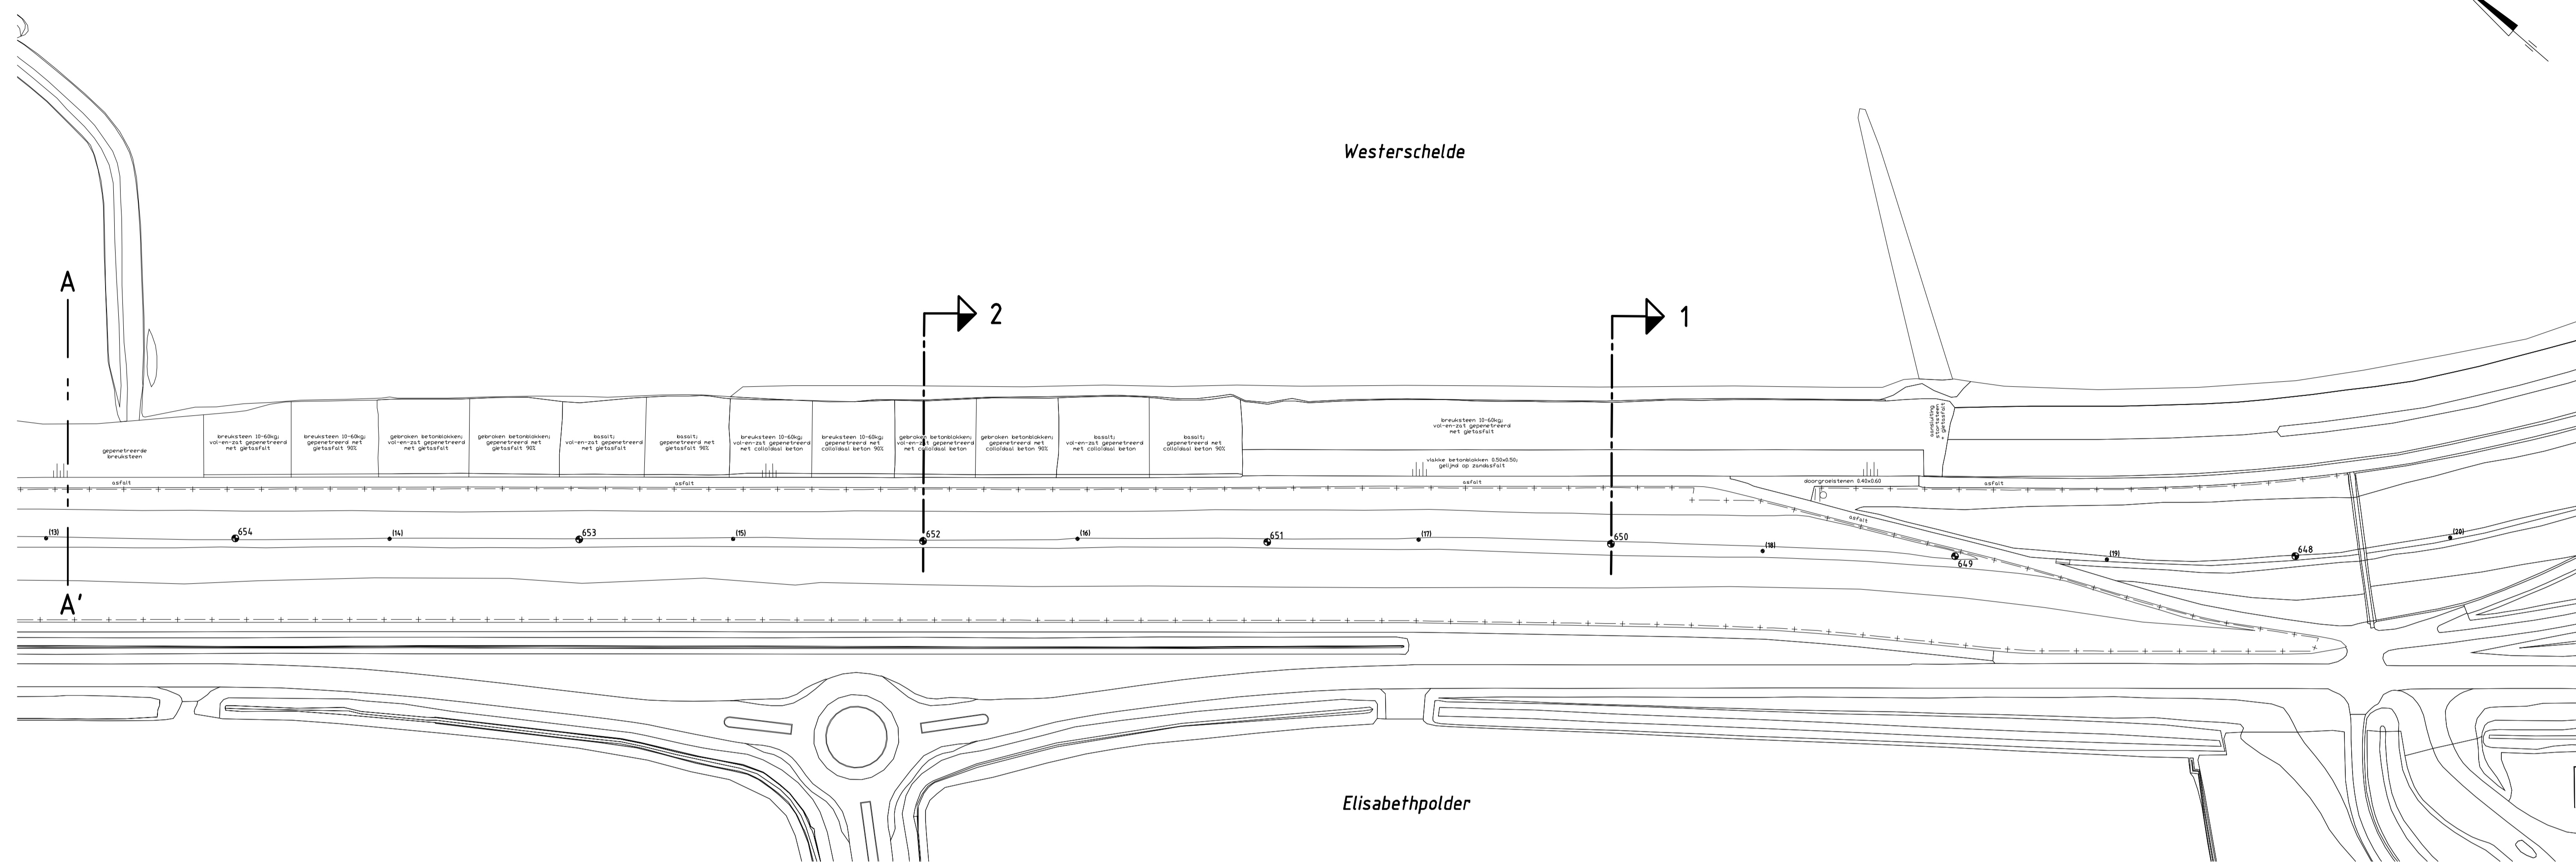 Westerschelde
A
2
1
gepenetreerde
breuksteen
breuksteen 10-60kg;
vol-en-zat gepenetreerd
met gietasfalt
breuksteen 10-60kg;
gepenetreerd met
gietasfalt 90%
gebroken betonblokken;
vol-en-zat gepenetreerd
met gietasfalt
gebroken betonblokken;
gepenetreerd met
gietasfalt 90%
basalt;
vol-en-zat gepenetreerd
met gietasfalt
basalt;
gepenetreerd met
gietasfalt 90%
breuksteen 10-60kg;
vol-en-zat gepenetreerd
met colloïdaal beton
breuksteen 10-60kg;
gepenetreerd met
colloïdaal beton 90%
gebroken betonblokken;
vol-en-zat gepenetreerd
met colloïdaal beton
gebroken betonblokken;
gepenetreerd met
colloïdaal beton 90%
basalt;
vol-en-zat gepenetreerd
met colloïdaal beton
basalt;
gepenetreerd met
colloïdaal beton 90%
breuksteen 10-60kg;
vol-en-zat gepenetreerd
met gietasfalt
vlakke betonblokken 0.50x0.50;
gelijmd op zandasfalt
aansluiting
stortsteen
+ gietasfalt
asfalt
asfalt
asfalt
doorgroeistenen 0.40x0.60
asfalt
asfalt
(13)
654
(14)
653
(15)
652
(16)
651
(17)
650
(18)
649
(19)
648
(20)
A'
Elisabethpolder